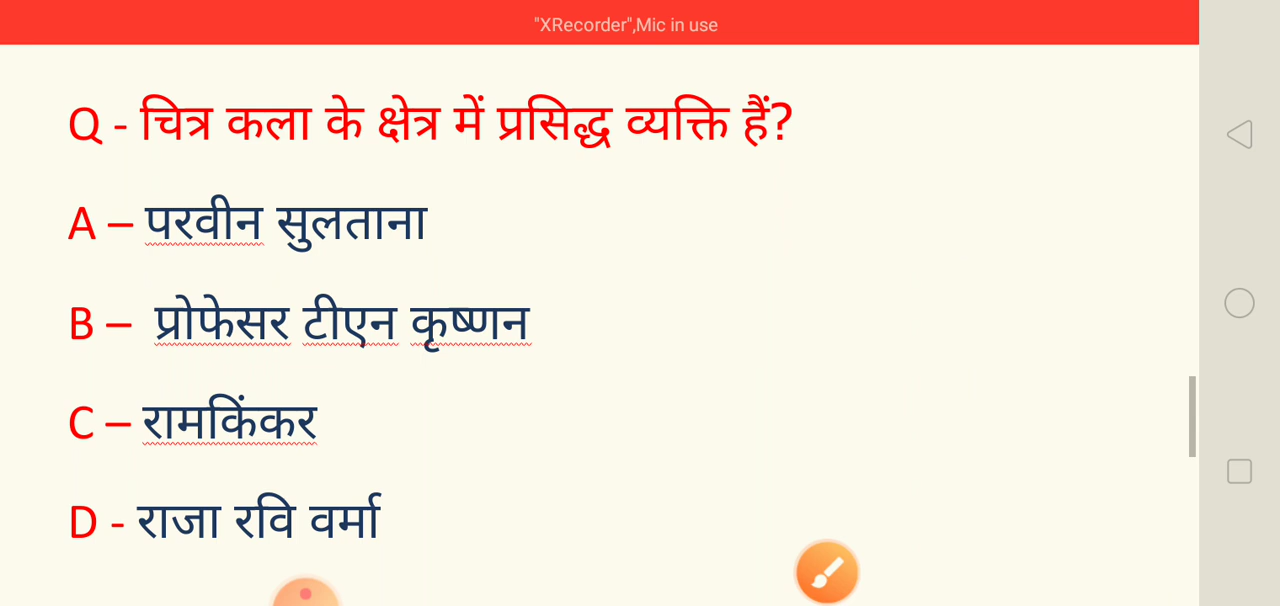 "XRecorder",Mic in use
Q - चित्र कला के क्षेत्र में प्रसिद्ध व्यक्ति हैं?
A – परवीन सुलताना
B – प्रोफेसर टीएन कृष्णन
C – रामकिंकर
D - राजा रवि वर्मा